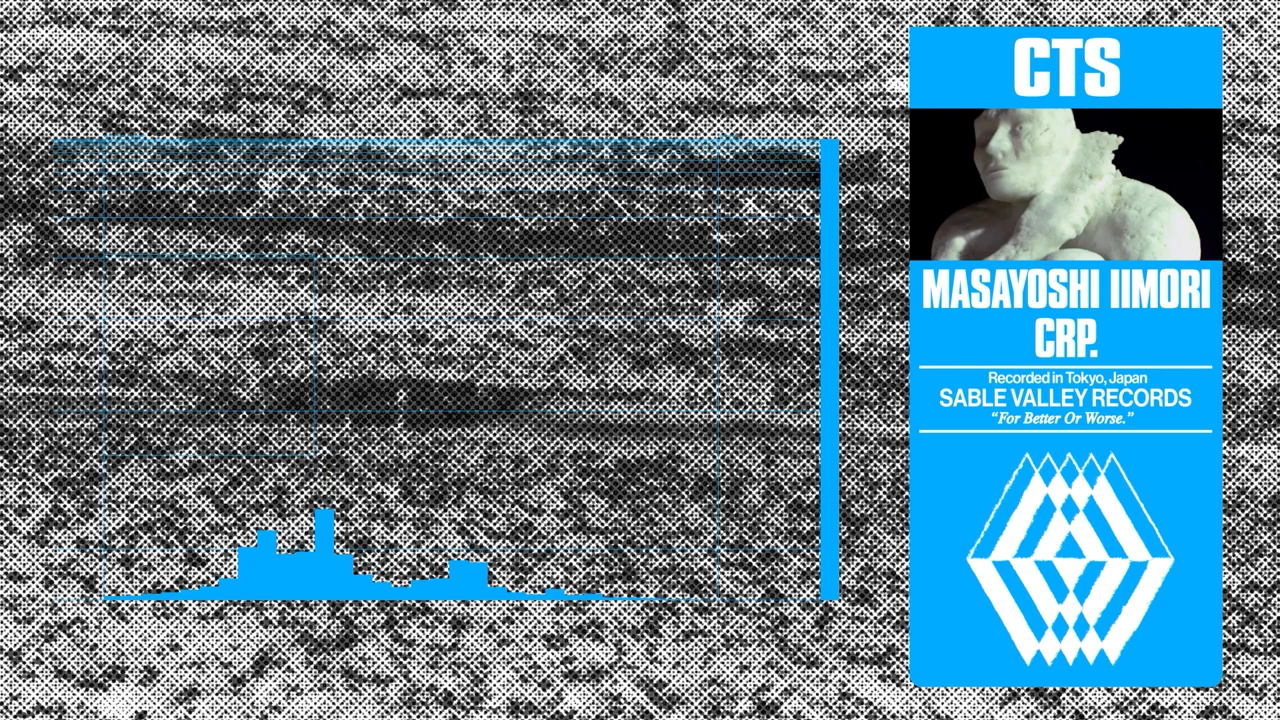 CTS
MASAYOSHI IIMORI
CRP.
Recorded in Tokyo, Japan
SABLE VALLEY RECORDS
“For Better Or Worse.”